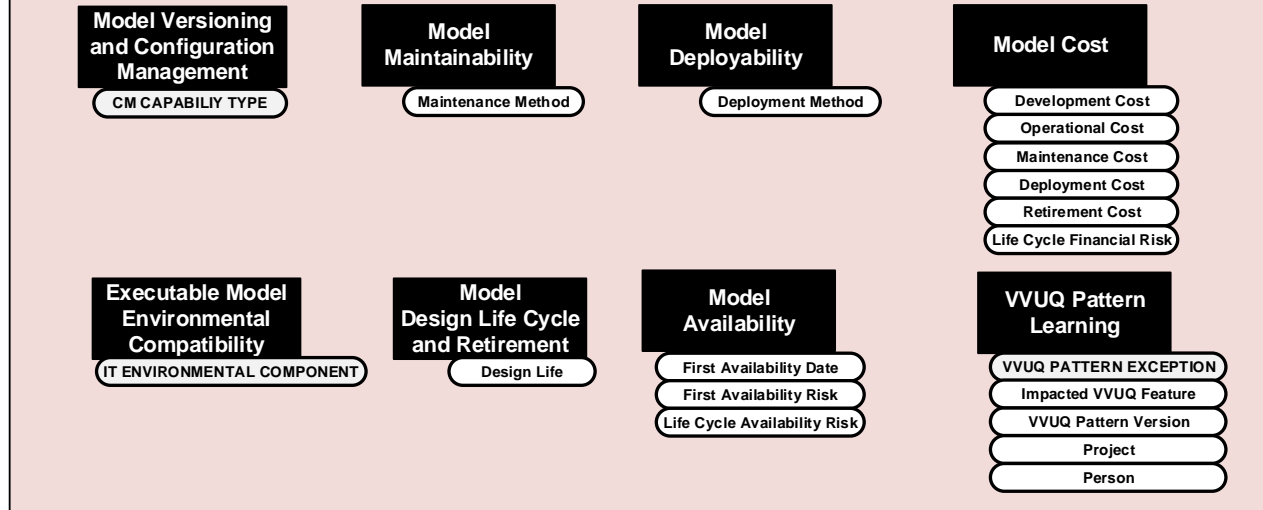 Model Versioning
and Configuration
Management
CM CAPABILIY TYPE
Model
Maintainability
Maintenance Method
Model
Deployability
Deployment Method
Model Cost
Development Cost
Operational Cost
Maintenance Cost
Deployment Cost
Retirement Cost
Life Cycle Financial Risk
Executable Model
Environmental
Compatibility
IT ENVIRONMENTAL COMPONENT
Model
Design Life Cycle
and Retirement
Design Life
Model
Availability
First Availability Date
First Availability Risk
Life Cycle Availability Risk
VVUQ Pattern
Learning
VVUQ PATTERN EXCEPTION
Impacted VVUQ Feature
VVUQ Pattern Version
Project
Person